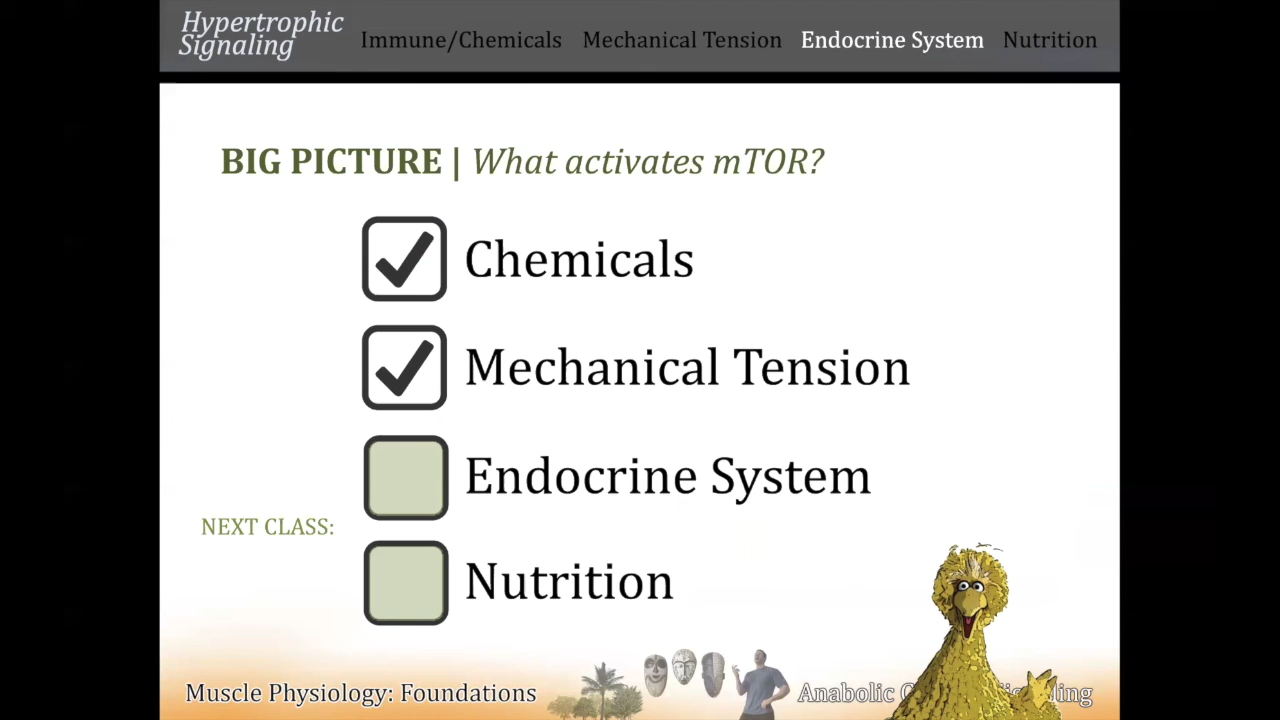 Hypertrophic
Signaling
Immune/Chemicals Mechanical Tension Endocrine System Nutrition
BIG PICTURE | What activates mTOR?
Chemicals
Mechanical Tension
Endocrine System
NEXT CLASS:
Nutrition
Muscle Physiology: Foundations
Anabolic